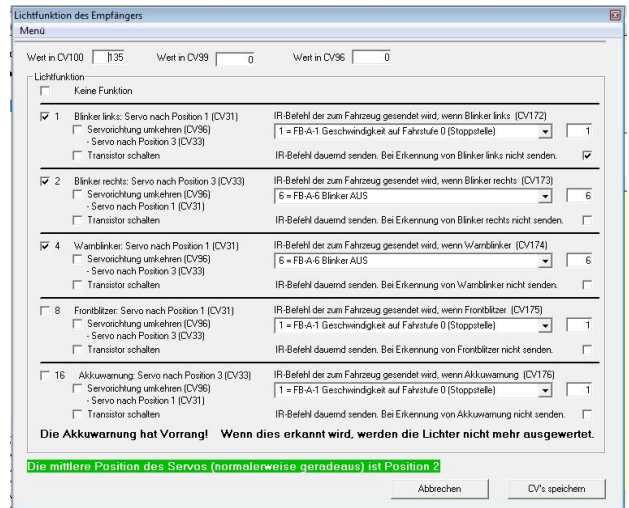 Lichtfunktion des Empfängers
Menü
Wert in CV100 135 Wert in CV99 0 Wert in CV96 0
Lichtfunktion
Keine Funktion
1 Blinker links: Servo nach Position 1 (CV31) IR-Befehl der zum Fahrzeug gesendet wird, wenn Blinker links (CV172)
Servorichtung umkehren (CV96) 1 = FB-A-1 Geschwindigkeit auf Fahrstufe 0 (Stoppstelle) 1
- Servo nach Position 3 (CV33)
Transistor schalten IR-Befehl dauernd senden. Bei Erkennung von Blinker links nicht senden.
2 Blinker rechts: Servo nach Position 3 (CV33) IR-Befehl der zum Fahrzeug gesendet wird, wenn Blinker rechts (CV173)
Servorichtung umkehren (CV96) 6 = FB-A-6 Blinker AUS 6
- Servo nach Position 1 (CV31)
Transistor schalten IR-Befehl dauernd senden. Bei Erkennung von Blinker rechts nicht senden.
4 Warnblinker: Servo nach Position 1 (CV31) IR-Befehl der zum Fahrzeug gesendet wird, wenn Warnblinker (CV174)
Servorichtung umkehren (CV96) 6 = FB-A-6 Blinker AUS 6
- Servo nach Position 3 (CV33)
Transistor schalten IR-Befehl dauernd senden. Bei Erkennung von Warnblinker nicht senden.
8 Frontblitzer: Servo nach Position 1 (CV31) IR-Befehl der zum Fahrzeug gesendet wird, wenn Frontblitzer (CV175)
Servorichtung umkehren (CV96) 1 = FB-A-1 Geschwindigkeit auf Fahrstufe 0 (Stoppstelle) 1
- Servo nach Position 3 (CV33)
Transistor schalten IR-Befehl dauernd senden. Bei Erkennung von Frontblitzer nicht senden.
16 Akkuwarnung: Servo nach Position 3 (CV33) IR-Befehl der zum Fahrzeug gesendet wird, wenn Akkuwarnung (CV176)
Servorichtung umkehren (CV96) 1 = FB-A-1 Geschwindigkeit auf Fahrstufe 0 (Stoppstelle) 1
- Servo nach Position 1 (CV31)
Transistor schalten IR-Befehl dauernd senden. Bei Erkennung von Akkuwarnung nicht senden.
Die Akkuwarnung hat Vorrang! Wenn dies erkannt wird, werden die Lichter nicht mehr ausgewertet.
Die mittlere Position des Servos (normalerweise geradeaus) ist Position 2
Abbrechen CV's speichern